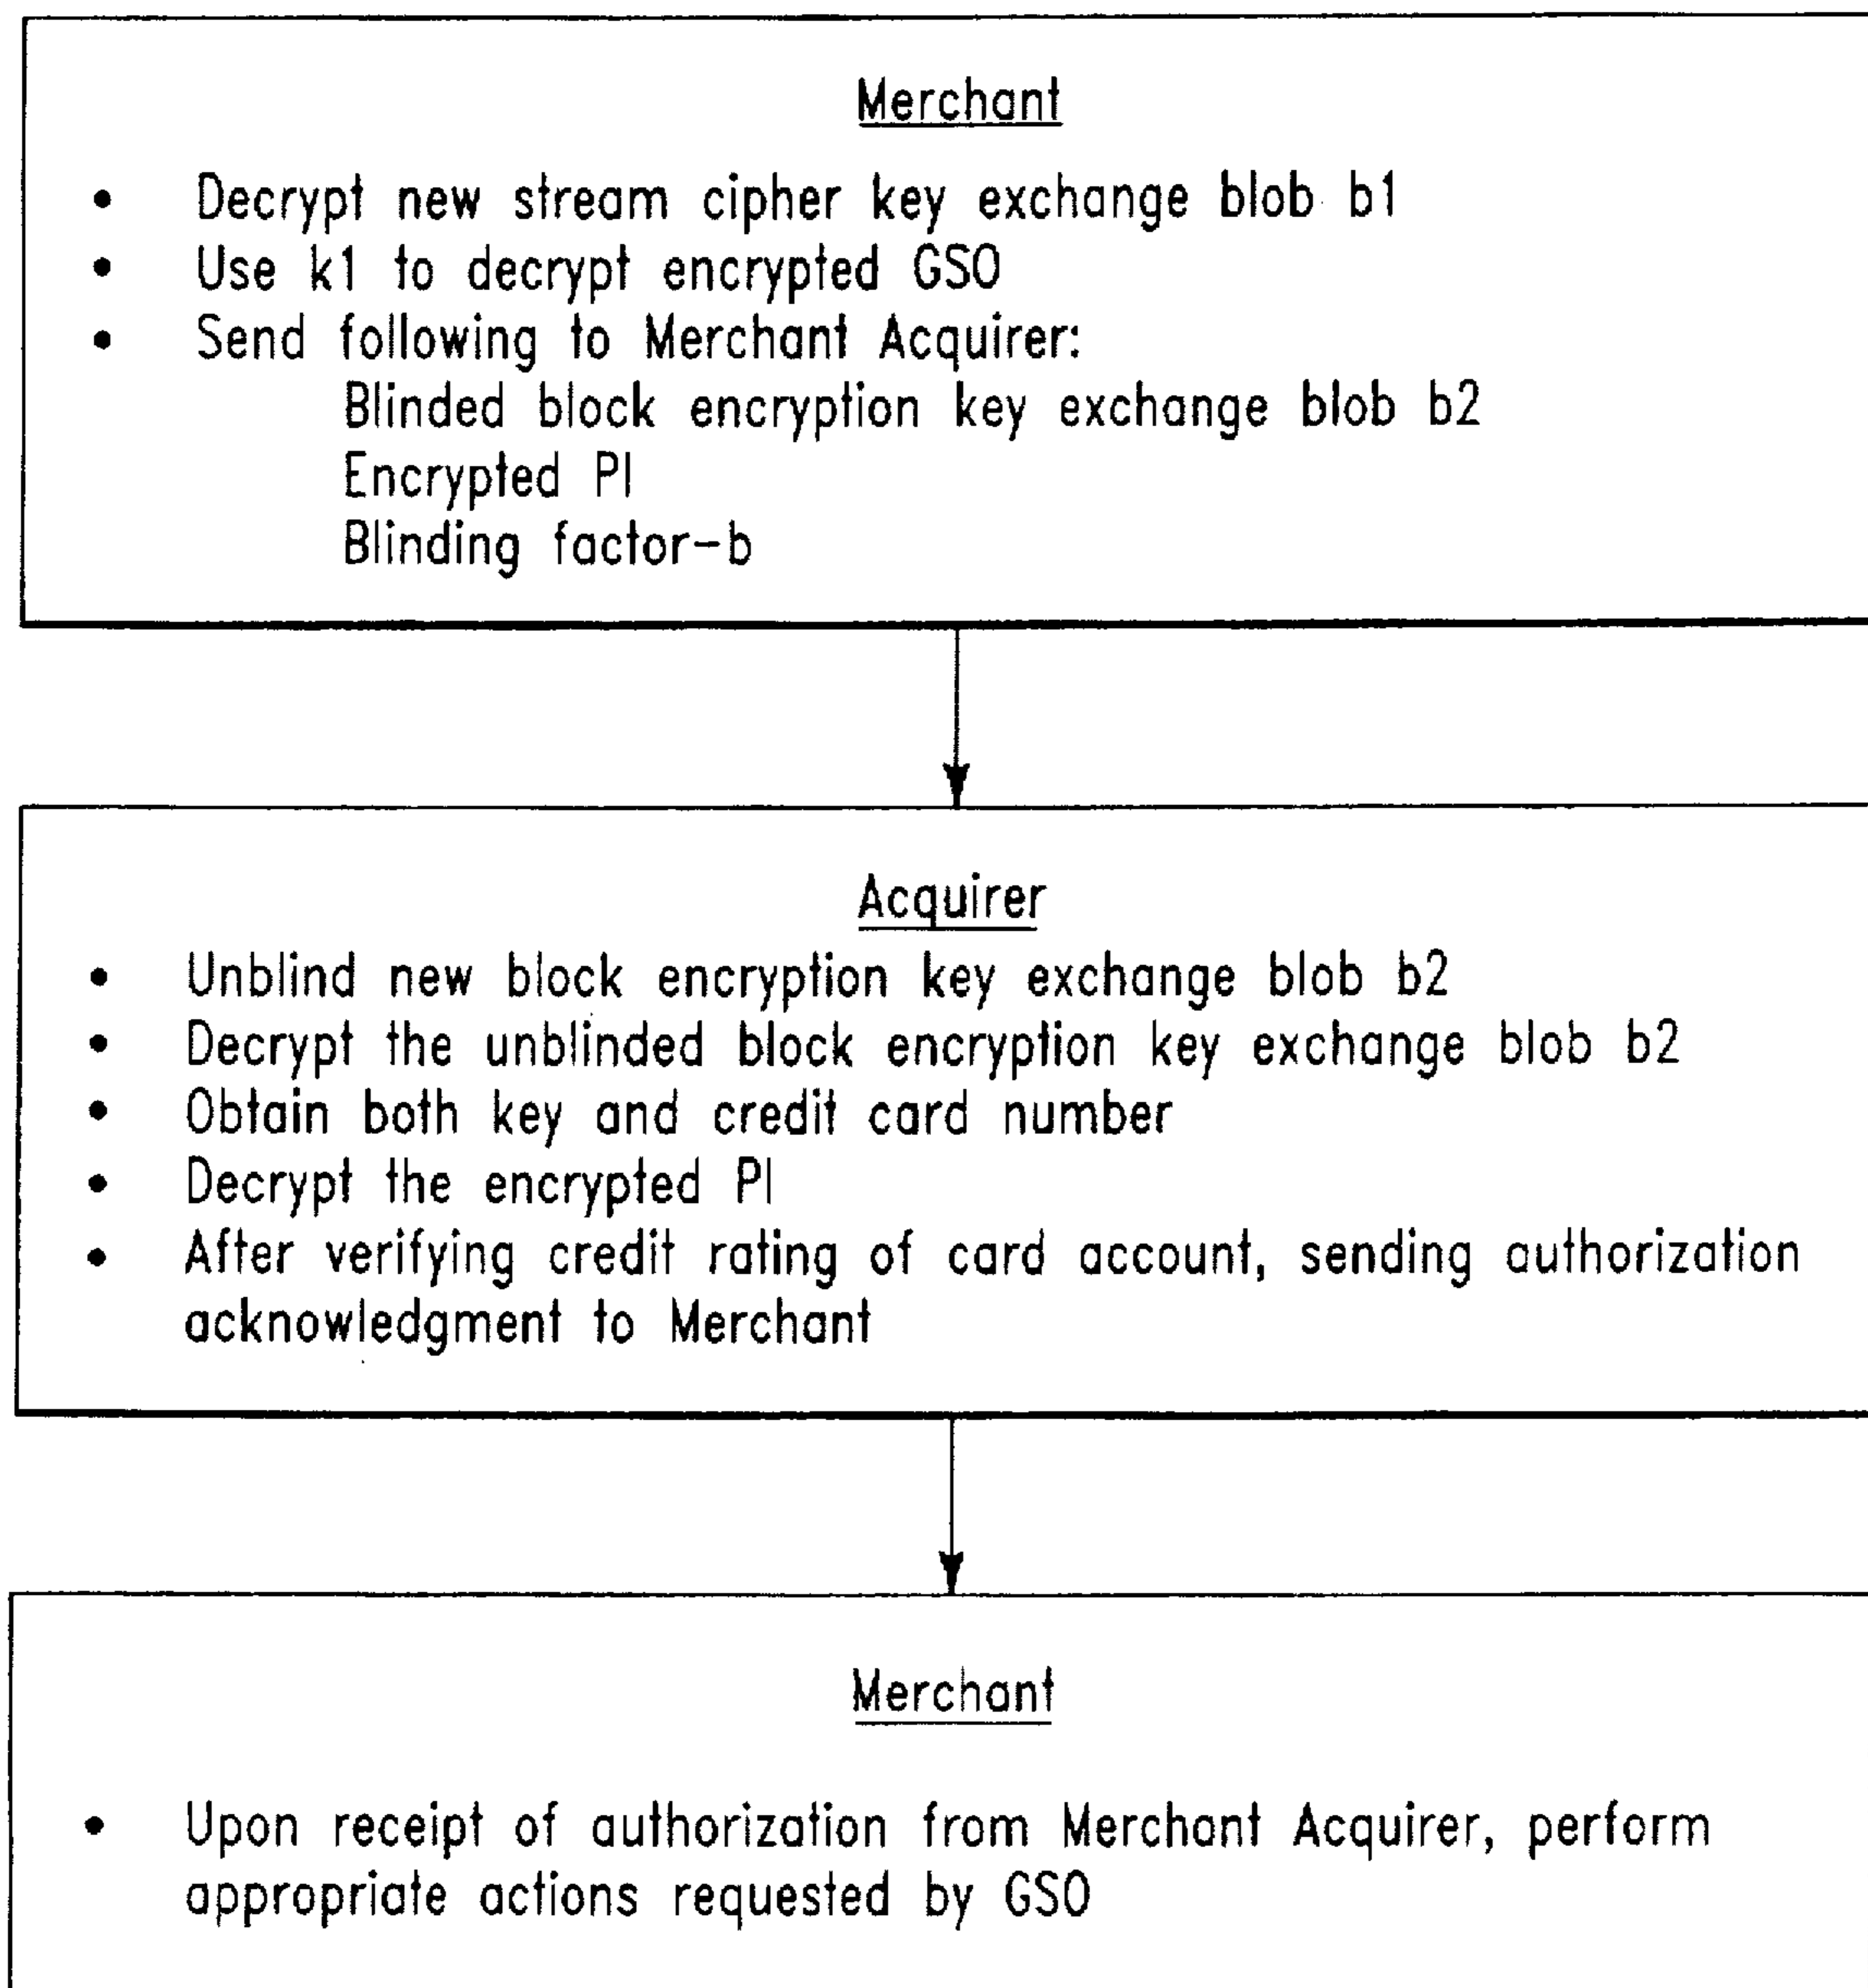 Merchant
• Decrypt new stream cipher key exchange blob b1
• Use k1 to decrypt encrypted GSO
• Send following to Merchant Acquirer:
Blinded block encryption key exchange blob b2
Encrypted PI
Blinding factor-b
Acquirer
• Unblind new block encryption key exchange blob b2
• Decrypt the unblinded block encryption key exchange blob b2
• Obtain both key and credit card number
• Decrypt the encrypted PI
• After verifying credit rating of card account, sending authorization
acknowledgment to Merchant
Merchant
• Upon receipt of authorization from Merchant Acquirer, perform
appropriate actions requested by GSO